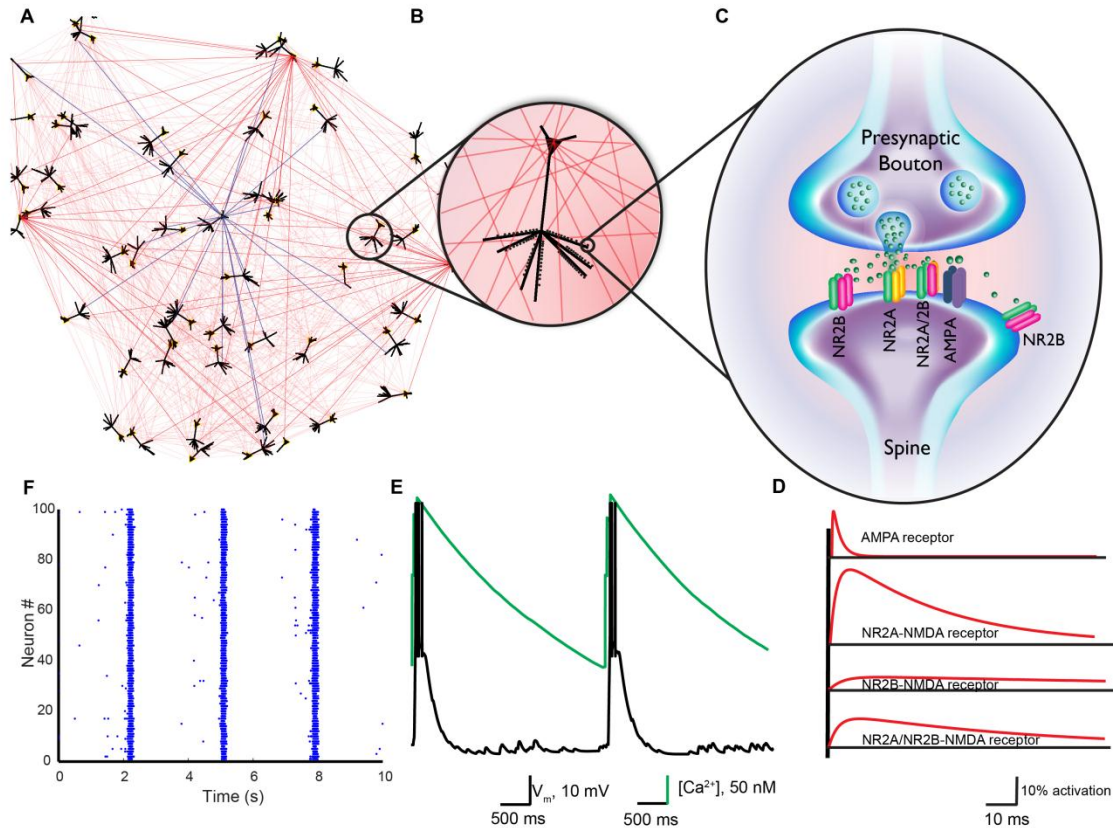 A
B
C
Presynaptic
Bouton
NR2B
NR2A
NR2A/2B
AMPA
NR2B
Spine
F
100
80
60
40
20
0
Neuron #
0
2
4
6
8
10
Time (s)
E
V_m, 10 mV
500 ms
[Ca²⁺], 50 nM
500 ms
D
AMPA receptor
NR2A-NMDA receptor
NR2B-NMDA receptor
NR2A/NR2B-NMDA receptor
10% activation
10 ms